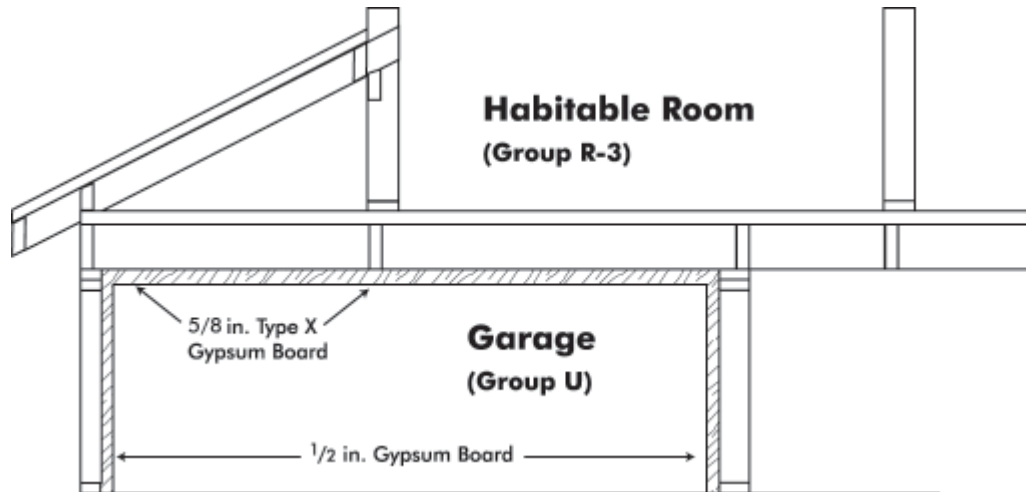 Habitable Room
(Group R-3)
5/8 in. Type X
Gypsum Board
Garage
(Group U)
1/2 in. Gypsum Board